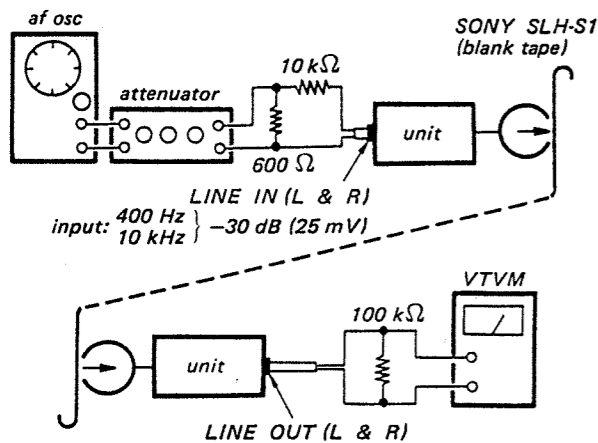 af osc
SONY SLH-S1
(blank tape)
attenuator
10 kΩ
unit
600 Ω
LINE IN (L & R)
input: 400 Hz
10 kHz } –30 dB (25 mV)
VTVM
100 kΩ
unit
LINE OUT (L & R)